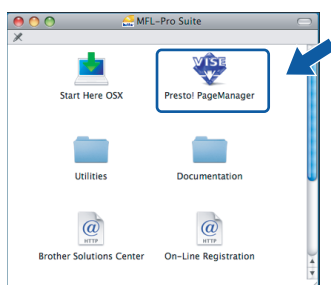 MFL-Pro Suite
VISE
Start Here OSX
Presto! PageManager
Utilities
Documentation
@
HTTP
@
HTTP
Brother Solutions Center
On-Line Registration